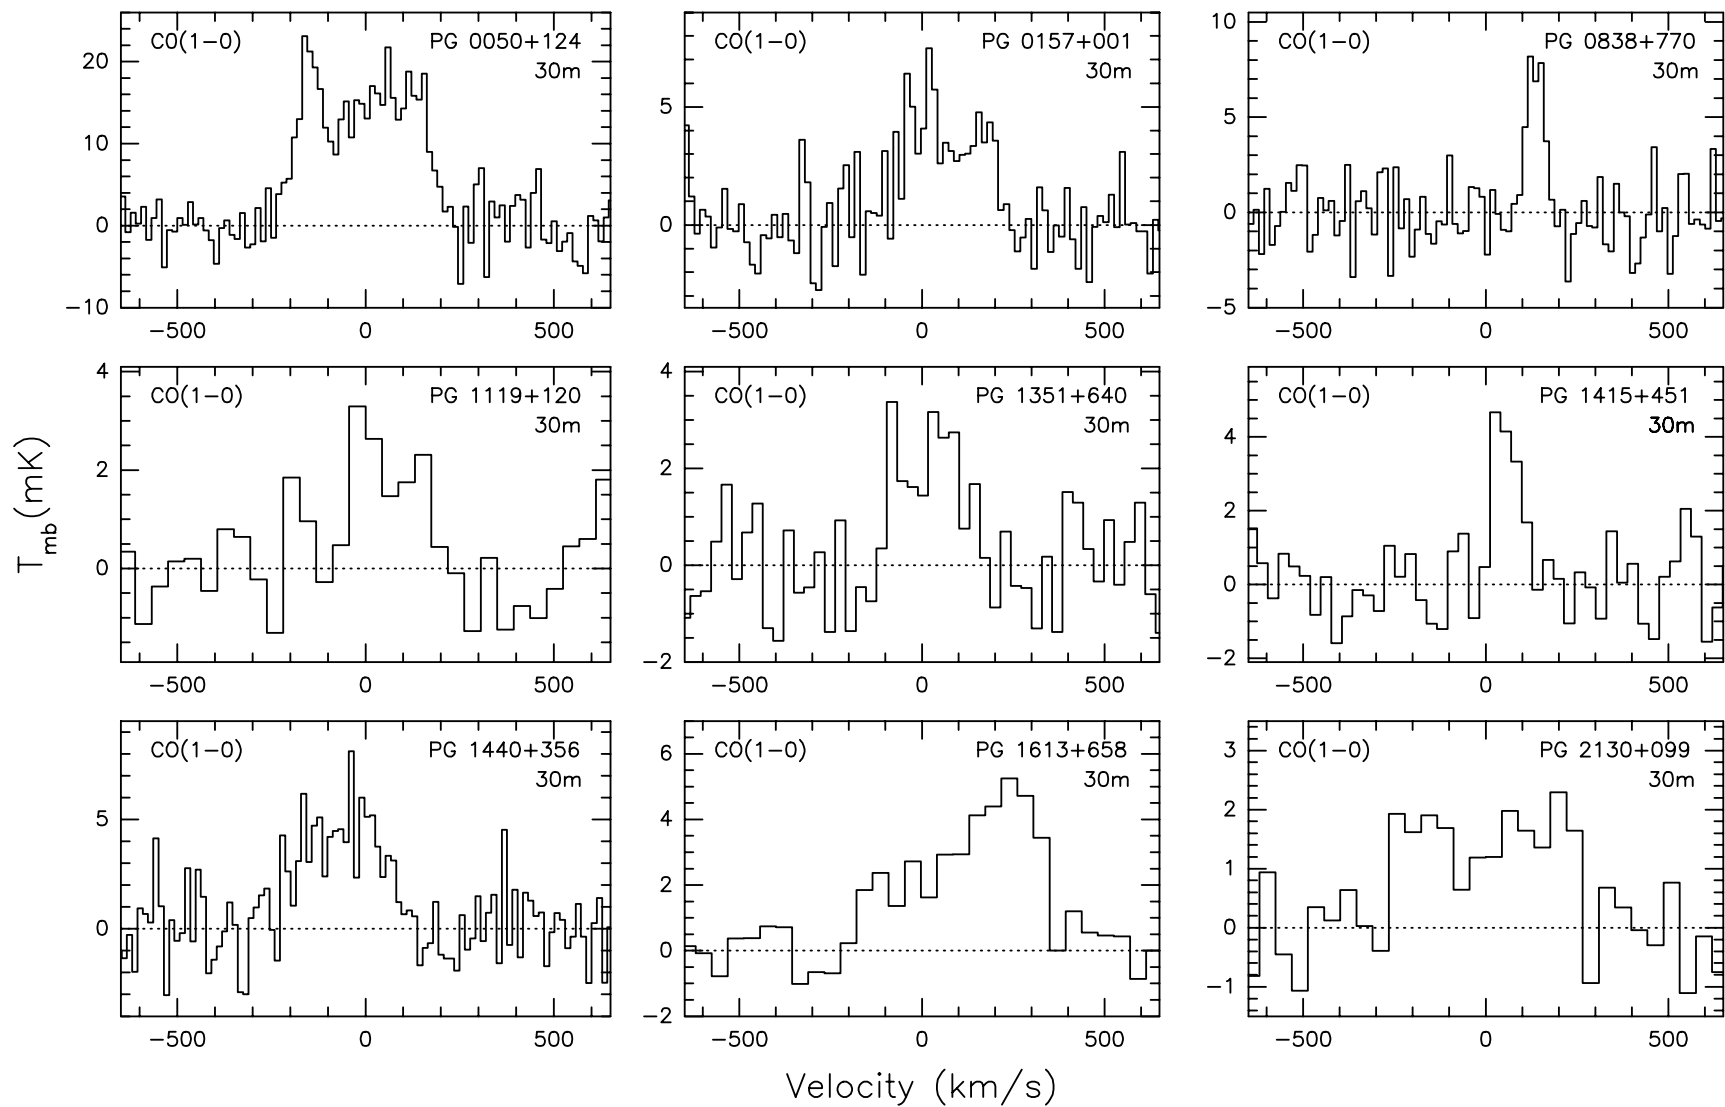 CO(1−0) PG 0050+124
30m
20
10
0
−10
−500 0 500
CO(1−0) PG 0157+001
30m
5
0
−500 0 500
CO(1−0) PG 0838+770
30m
10
5
0
−5
−500 0 500
CO(1−0) PG 1119+120
30m
4
2
0
−500 0 500
CO(1−0) PG 1351+640
30m
4
2
0
−2
−500 0 500
CO(1−0) PG 1415+451
30m
4
2
0
−2
−500 0 500
CO(1−0) PG 1440+356
30m
5
0
−500 0 500
CO(1−0) PG 1613+658
30m
6
4
2
0
−2
−500 0 500
CO(1−0) PG 2130+099
30m
3
2
1
0
−1
−500 0 500
Tmb(mK)
Velocity (km/s)